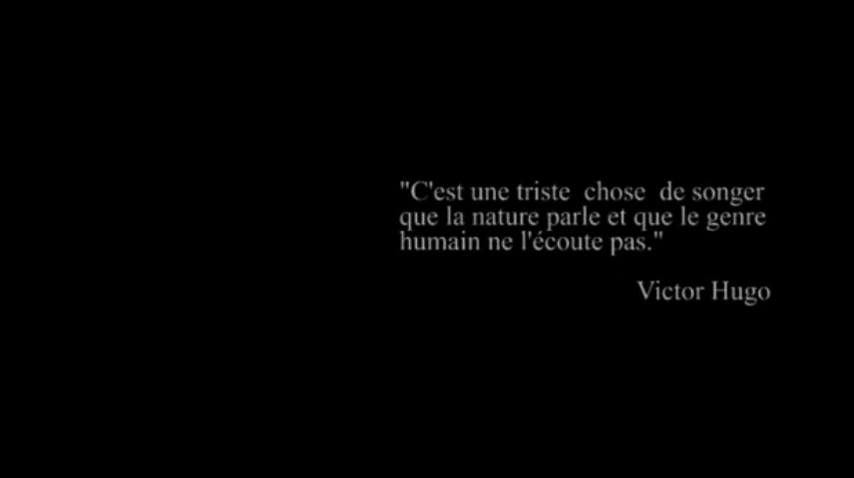 "C'est une triste  chose  de songer
que la nature parle et que le genre
humain ne l'écoute pas."
Victor Hugo